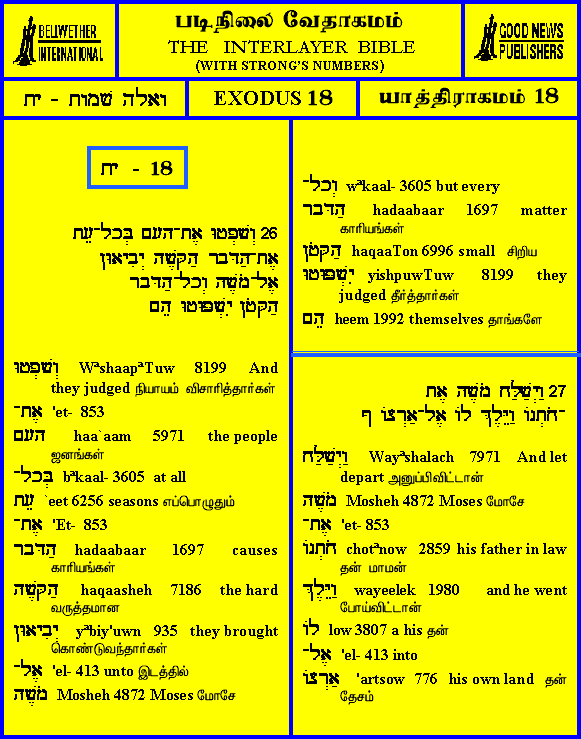 BELLWETHER
INTERNATIONAL
படிநிலை வேதாகமம்
THE INTERLAYER BIBLE
(WITH STRONG'S NUMBERS)
GOOD NEWS
PUBLISHERS
ואלה שמות - יח
EXODUS 18
யாத்திராகமம் 18
יח - 18
26 וְשָׁפְטוּ אֶת־הָעָם בְּכָל־עֵת
אֶת־הַדָּבָר הַקָּשֶׁה יְבִיאוּן
אֶל־מֹשֶׁה וְכָל־הַדָּבָר
הַקָּטֹן יִשְׁפּוּטוּ הֵם
וְשָׁפְטוּ WªshaapªTuw 8199 And
they judged நியாயம் விசாரித்தார்கள்
אֶת־ 'et- 853
הָעָם haa`aam 5971 the people
ஜனங்கள்
בְּכָל־ bªkaal- 3605 at all
עֵת `eet 6256 seasons எப்பொழுதும்
אֶת־ 'Et- 853
הַדָּבָר hadaabaar 1697 causes
காரியங்கள்
הַקָּשֶׁה haqaasheh 7186 the hard
வருத்தமான
יְבִיאוּן yªbiy'uwn 935 they brought
கொண்டுவந்தார்கள்
אֶל־ 'el- 413 unto இடத்தில்
מֹשֶׁה Mosheh 4872 Moses மோசே
וְכָל־ wªkaal- 3605 but every
הַדָּבָר hadaabaar 1697 matter
காரியங்கள்
הַקָּטֹן haqaaTon 6996 small சிறிய
יִשְׁפּוּטוּ yishpuwTuw 8199 they
judged தீர்த்தார்கள்
הֵם heem 1992 themselves தாங்களே
27 וַיְשַׁלַּח מֹשֶׁה אֶת
־חֹתְנוֹ וַיֵּלֶךְ לוֹ אֶל־אַרְצוֹ ף
וַיְשַׁלַּח Wayªshalach 7971 And let
depart அனுப்பிவிட்டான்
מֹשֶׁה Mosheh 4872 Moses மோசே
אֶת־ 'et- 853
חֹתְנוֹ chotªnow 2859 his father in law
தன் மாமன்
וַיֵּלֶךְ wayeelek 1980 and he went
போய்விட்டான்
לוֹ low 3807 a his தன்
אֶל־ 'el- 413 into
אַרְצוֹ 'artsow 776 his own land தன்
தேசம்